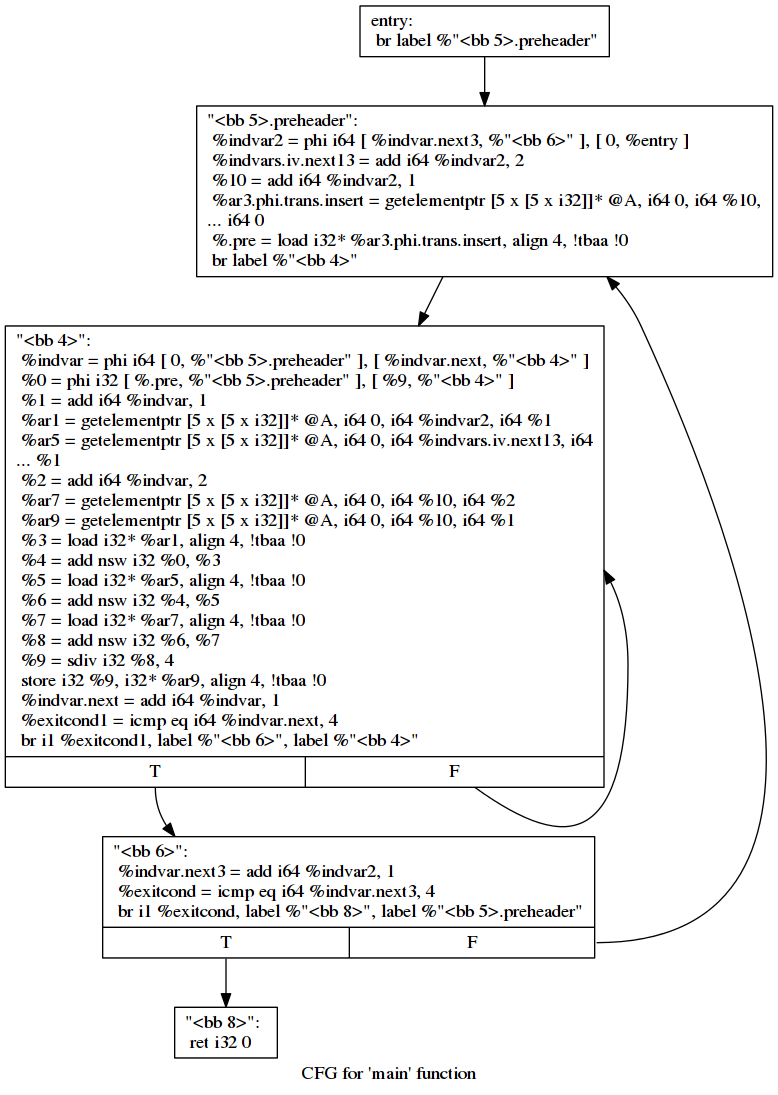 entry:
br label %"<bb 5>.preheader"
"<bb 5>.preheader":
%indvar2 = phi i64 [ %indvar.next3, %"<bb 6>" ], [ 0, %entry ]
%indvars.iv.next13 = add i64 %indvar2, 2
%10 = add i64 %indvar2, 1
%ar3.phi.trans.insert = getelementptr [5 x [5 x i32]]* @A, i64 0, i64 %10,
... i64 0
%.pre = load i32* %ar3.phi.trans.insert, align 4, !tbaa !0
br label %"<bb 4>"
"<bb 4>":
%indvar = phi i64 [ 0, %"<bb 5>.preheader" ], [ %indvar.next, %"<bb 4>" ]
%0 = phi i32 [ %.pre, %"<bb 5>.preheader" ], [ %9, %"<bb 4>" ]
%1 = add i64 %indvar, 1
%ar1 = getelementptr [5 x [5 x i32]]* @A, i64 0, i64 %indvar2, i64 %1
%ar5 = getelementptr [5 x [5 x i32]]* @A, i64 0, i64 %indvars.iv.next13, i64
... %1
%2 = add i64 %indvar, 2
%ar7 = getelementptr [5 x [5 x i32]]* @A, i64 0, i64 %10, i64 %2
%ar9 = getelementptr [5 x [5 x i32]]* @A, i64 0, i64 %10, i64 %1
%3 = load i32* %ar1, align 4, !tbaa !0
%4 = add nsw i32 %0, %3
%5 = load i32* %ar5, align 4, !tbaa !0
%6 = add nsw i32 %4, %5
%7 = load i32* %ar7, align 4, !tbaa !0
%8 = add nsw i32 %6, %7
%9 = sdiv i32 %8, 4
store i32 %9, i32* %ar9, align 4, !tbaa !0
%indvar.next = add i64 %indvar, 1
%exitcond1 = icmp eq i64 %indvar.next, 4
br i1 %exitcond1, label %"<bb 6>", label %"<bb 4>"
T F
"<bb 6>":
%indvar.next3 = add i64 %indvar2, 1
%exitcond = icmp eq i64 %indvar.next3, 4
br i1 %exitcond, label %"<bb 8>", label %"<bb 5>.preheader"
T F
"<bb 8>":
ret i32 0
CFG for 'main' function